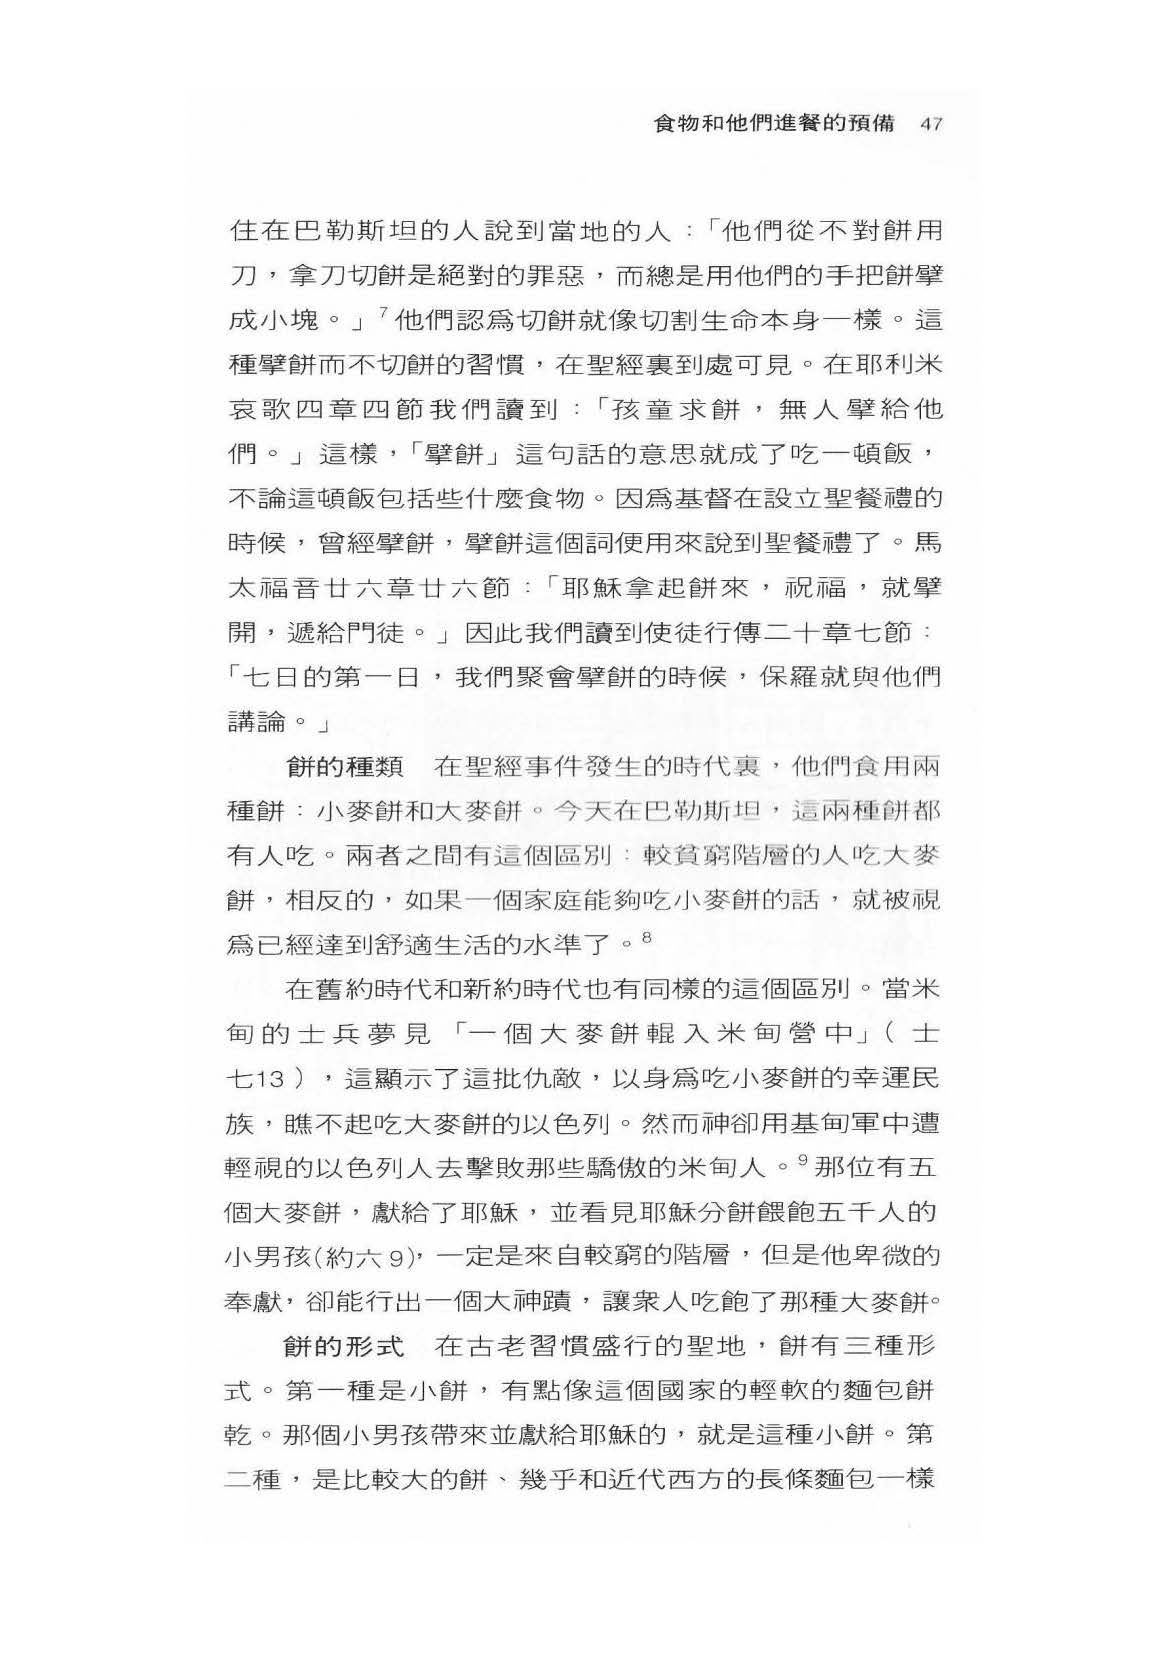 食物和他們進餐的預備　47
住在巴勒斯坦的人說到當地的人：「他們從不對餅用
刀，拿刀切餅是絕對的罪惡，而總是用他們的手把餅擘
成小塊。」7他們認爲切餅就像切割生命本身一樣。這
種擘餅而不切餅的習慣，在聖經裏到處可見。在耶利米
哀歌四章四節我們讀到：「孩童求餅，無人擘給他
們。」這樣，「擘餅」這句話的意思就成了吃一頓飯，
不論這頓飯包括些什麼食物。因爲基督在設立聖餐禮的
時候，曾經擘餅，擘餅這個詞便用來說到聖餐禮了。馬
太福音廿六章廿六節：「耶穌拿起餅來，祝福，就擘
開，遞給門徒。」因此我們讀到使徒行傳二十章七節：
「七日的第一日，我們聚會擘餅的時候，保羅就與他們
講論。」
餅的種類　在聖經事件發生的時代裏，他們食用兩
種餅：小麥餅和大麥餅。今天在巴勒斯坦，這兩種餅都
有人吃。兩者之間有這個區別：較貧窮階層的人吃大麥
餅，相反的，如果一個家庭能夠吃小麥餅的話，就被視
爲已經達到舒適生活的水準了。8
在舊約時代和新約時代也有同樣的這個區別。當米
甸的士兵夢見「一個大麥餅輥入米甸營中」（士
七13），這顯示了這批仇敵，以身爲吃小麥餅的幸運民
族，瞧不起吃大麥餅的以色列。然而神卻用基甸軍中遭
輕視的以色列人去擊敗那些驕傲的米甸人。9那位有五
個大麥餅，獻給了耶穌，並看見耶穌分餅餵飽五千人的
小男孩(約六9)，一定是來自較窮的階層，但是他卑微的
奉獻，卻能行出一個大神蹟，讓衆人吃飽了那種大麥餅。
餅的形式　在古老習慣盛行的聖地，餅有三種形
式。第一種是小餅，有點像這個國家的輕軟的麵包餅
乾。那個小男孩帶來並獻給耶穌的，就是這種小餅。第
二種，是比較大的餅、幾乎和近代西方的長條麵包一樣